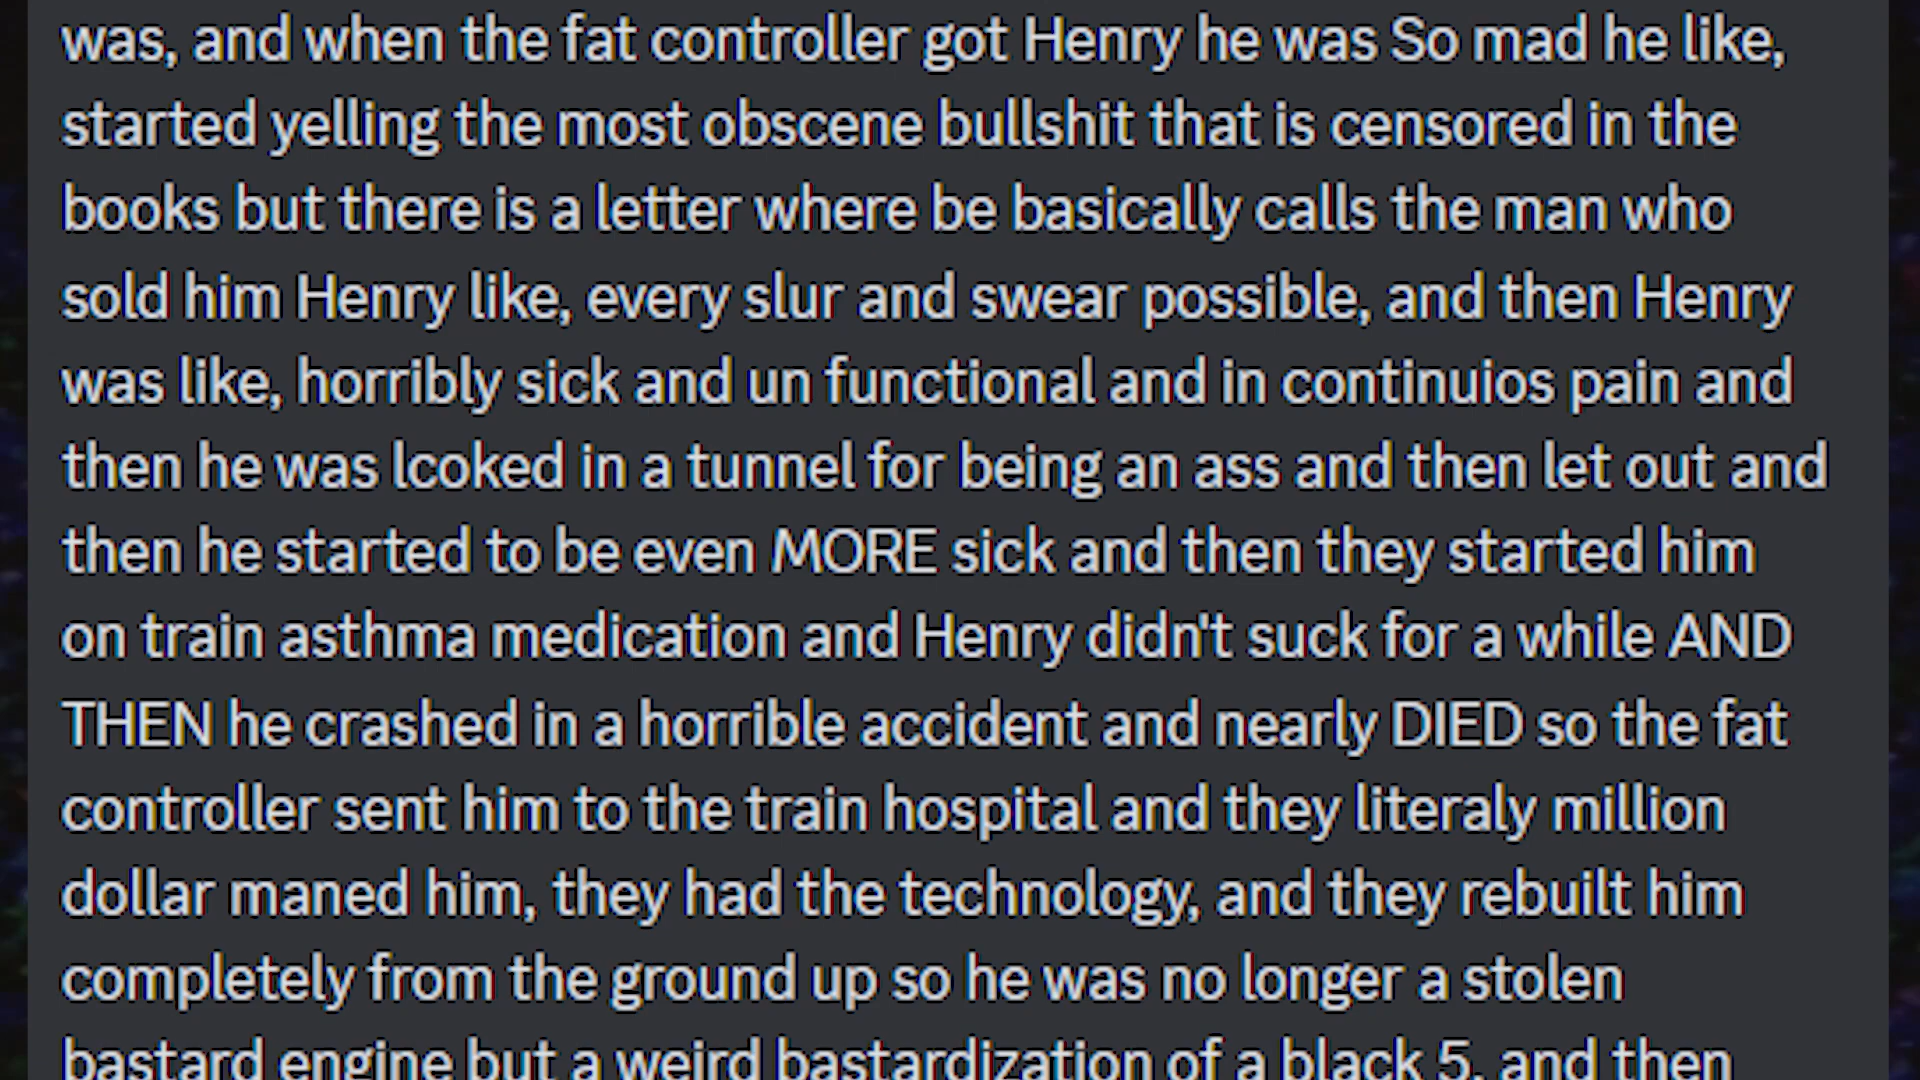 was, and when the fat controller got Henry he was So mad he like,
started yelling the most obscene bullshit that is censored in the
books but there is a letter where be basically calls the man who
sold him Henry like, every slur and swear possible, and then Henry
was like, horribly sick and un functional and in continuios pain and
then he was lcoked in a tunnel for being an ass and then let out and
then he started to be even MORE sick and then they started him
on train asthma medication and Henry didn't suck for a while AND
THEN he crashed in a horrible accident and nearly DIED so the fat
controller sent him to the train hospital and they literaly million
dollar maned him, they had the technology, and they rebuilt him
completely from the ground up so he was no longer a stolen
bastard engine but a weird bastardization of a black 5, and then